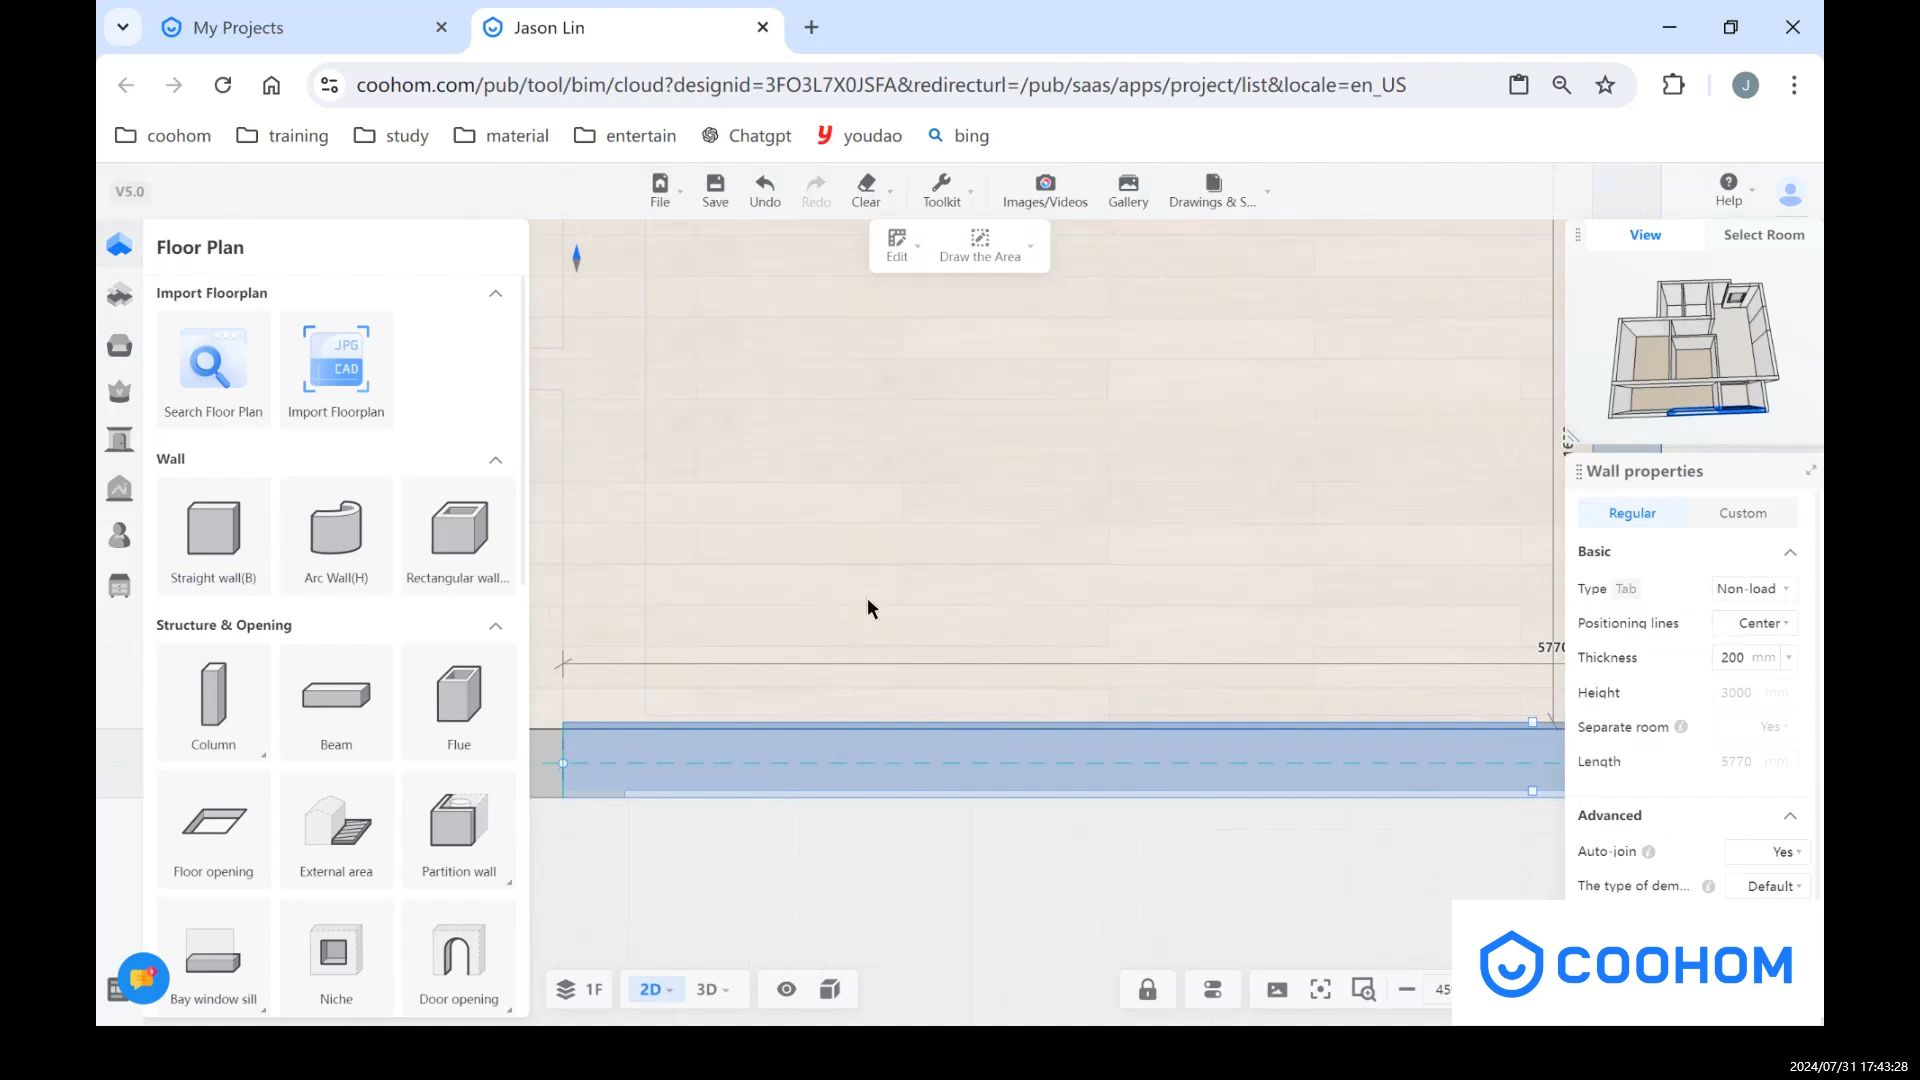 My Projects
Jason Lin
coohom.com/pub/tool/bim/cloud?designid=3FO3L7X0JSFA&redirecturl=/pub/saas/apps/project/list&locale=en_US
J
coohom
training
study
material
entertain
Chatgpt
youdao
bing
V5.0
File
Save
Undo
Redo
Clear
Toolkit
Images/Videos
Gallery
Drawings & S...
Help
Edit
Draw the Area
Floor Plan
Import Floorplan
JPG
CAD
Search Floor Plan
Import Floorplan
Wall
Straight wall(B)
Arc Wall(H)
Rectangular wall...
Structure & Opening
Column
Beam
Flue
Floor opening
External area
Partition wall
Bay window sill
Niche
Door opening
5770
View
Select Room
Wall properties
Regular
Custom
Basic
Type Tab Non-load
Positioning lines Center
Thickness 200 mm
Height 3000 mm
Separate room Yes
Length 5770 mm
Advanced
Auto-join Yes
The type of dem... Default
1F
2D
3D
COOHOM
2024/07/31 17:43:28